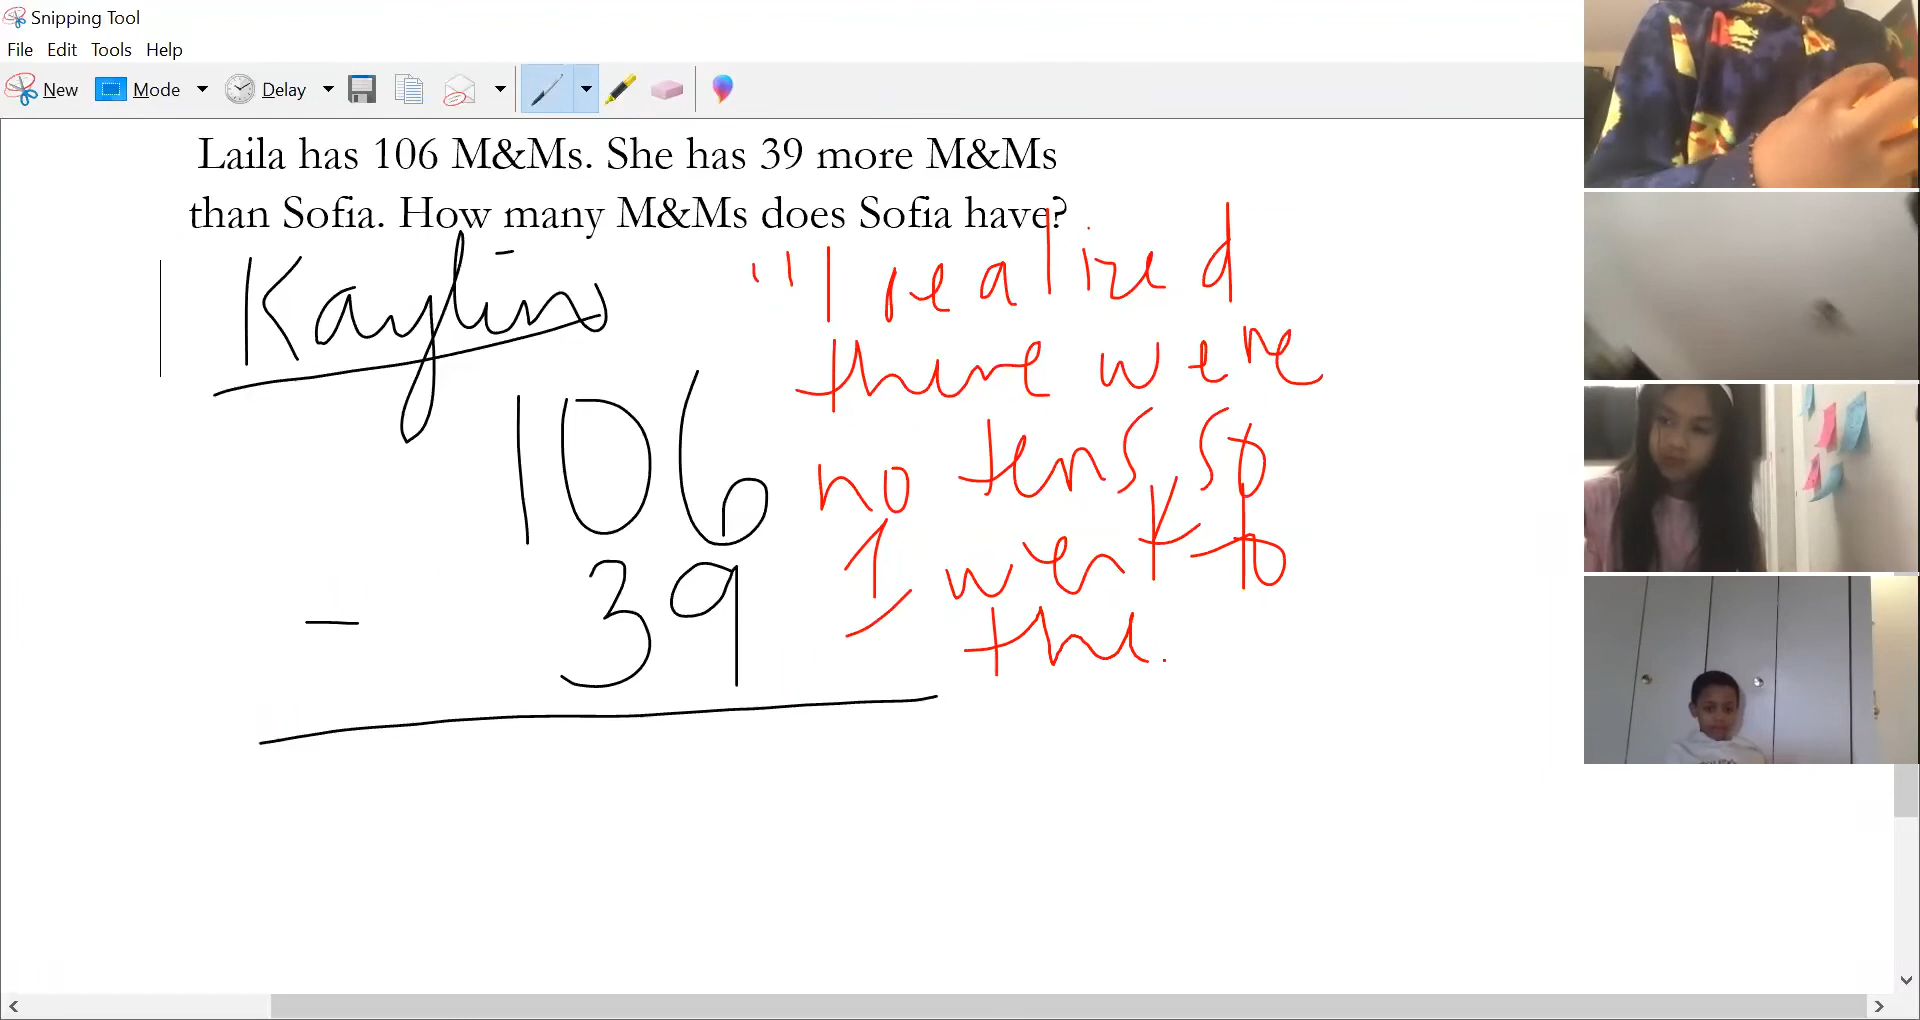 Snipping Tool
File Edit Tools Help
New Mode Delay
Laila has 106 M&Ms. She has 39 more M&Ms
than Sofia. How many M&Ms does Sofia have?
Kaylin
106
- 39
"I realized
there were
no tens so
I went to
the